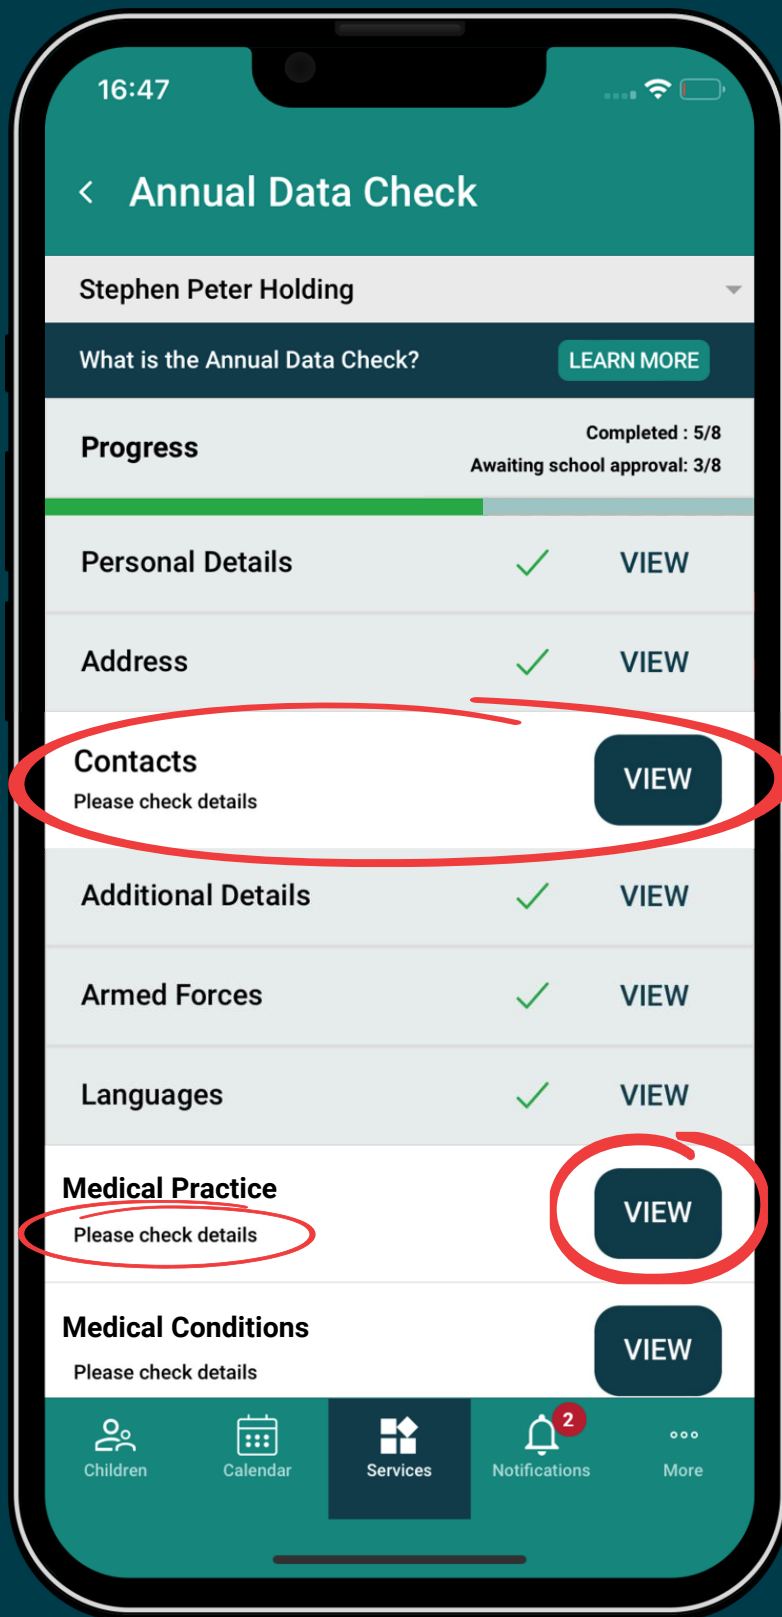 16:47
Annual Data Check
Stephen Peter Holding
What is the Annual Data Check? LEARN MORE
Progress
Completed : 5/8
Awaiting school approval: 3/8
Personal Details VIEW
Address VIEW
Contacts
Please check details
VIEW
Additional Details VIEW
Armed Forces VIEW
Languages VIEW
Medical Practice
Please check details
VIEW
Medical Conditions
Please check details
VIEW
2
Children Calendar Services Notifications More